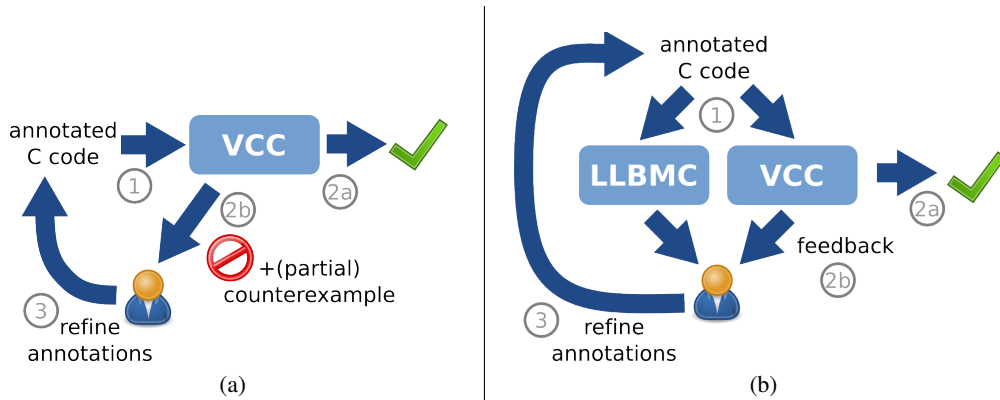 annotated
C code
1
VCC
2a
2b
+(partial)
counterexample
3
refine
annotations
(a)
annotated
C code
1
LLBMC
VCC
2a
feedback
2b
3
refine
annotations
(b)